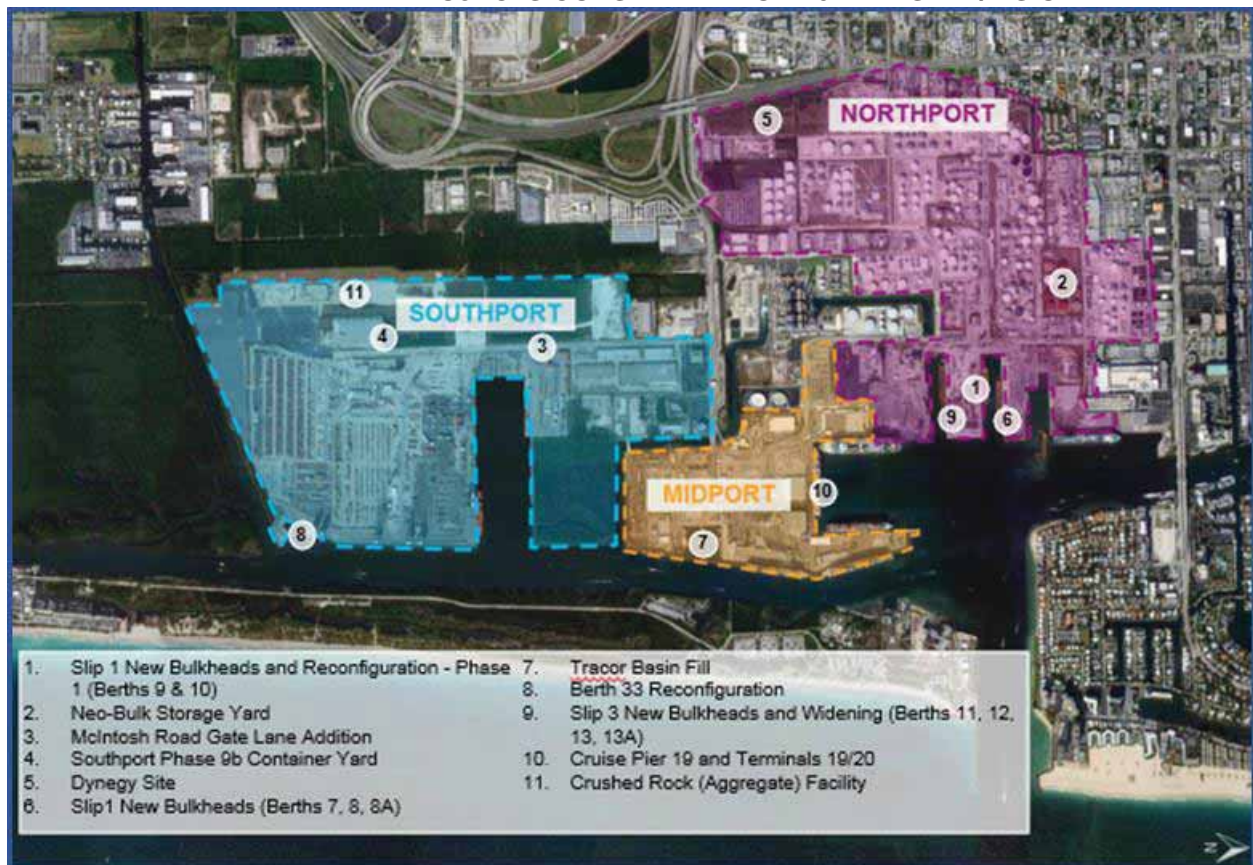 NORTHPORT
5
2
11
SOUTHPORT
4
3
1
9
6
MIDPORT
10
7
8
1. Slip 1 New Bulkheads and Reconfiguration - Phase
1 (Berths 9 & 10)
2. Neo-Bulk Storage Yard
3. McIntosh Road Gate Lane Addition
4. Southport Phase 9b Container Yard
5. Dynegy Site
6. Slip1 New Bulkheads (Berths 7, 8, 8A)
7. Tracor Basin Fill
8. Berth 33 Reconfiguration
9. Slip 3 New Bulkheads and Widening (Berths 11, 12,
13, 13A)
10. Cruise Pier 19 and Terminals 19/20
11. Crushed Rock (Aggregate) Facility
N